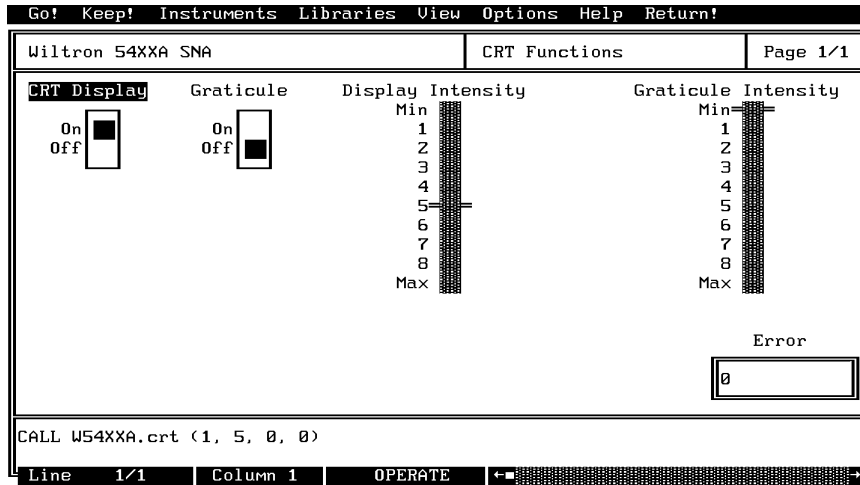 Go! Keep! Instruments Libraries View Options Help Return!
Wiltron 54XXA SNA
CRT Functions
Page 1/1
CRT Display
Graticule
Display Intensity
Graticule Intensity
On
Off
On
Off
Min
1
2
3
4
5
6
7
8
Max
Min
1
2
3
4
5
6
7
8
Max
Error
0
CALL W54XXA.crt (1, 5, 0, 0)
Line 1/1 Column 1 OPERATE